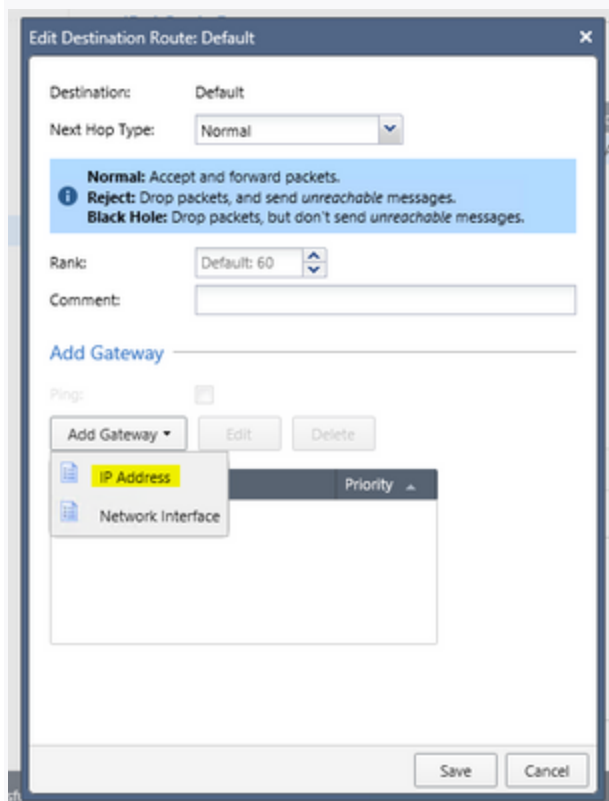 Edit Destination Route: Default
Destination: Default
Next Hop Type: Normal
Normal: Accept and forward packets.
Reject: Drop packets, and send unreachable messages.
Black Hole: Drop packets, but don't send unreachable messages.
Rank: Default: 60
Comment:
Add Gateway
Ping:
Add Gateway Edit Delete
IP Address
Priority
Network Interface
Save Cancel